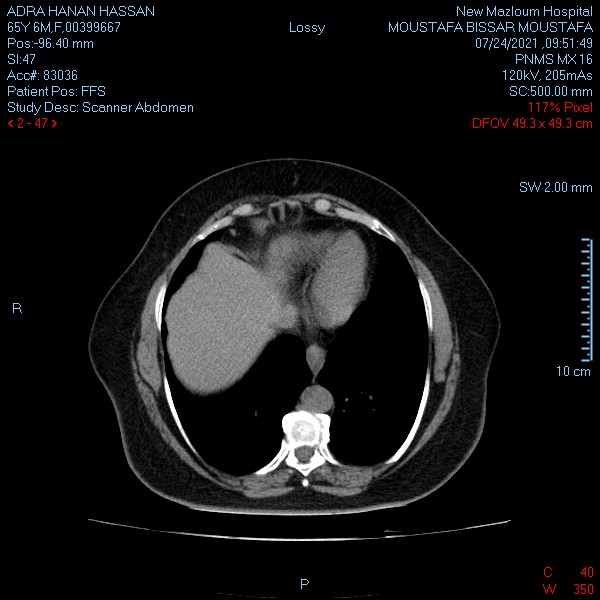 ADRA HANAN HASSAN
65Y 6M,F,00399667
Pos:-96.40 mm
SI:47
Acc#: 83036
Patient Pos: FFS
Study Desc: Scanner Abdomen
< 2 - 47 >
Lossy
New Mazloum Hospital
MOUSTAFA BISSAR MOUSTAFA
07/24/2021 ,09:51:49
PNMS MX 16
120kV, 205mAs
SC:500.00 mm
117% Pixel
DFOV 49.3 x 49.3 cm
SW 2.00 mm
R
10 cm
P
C 40
W 350